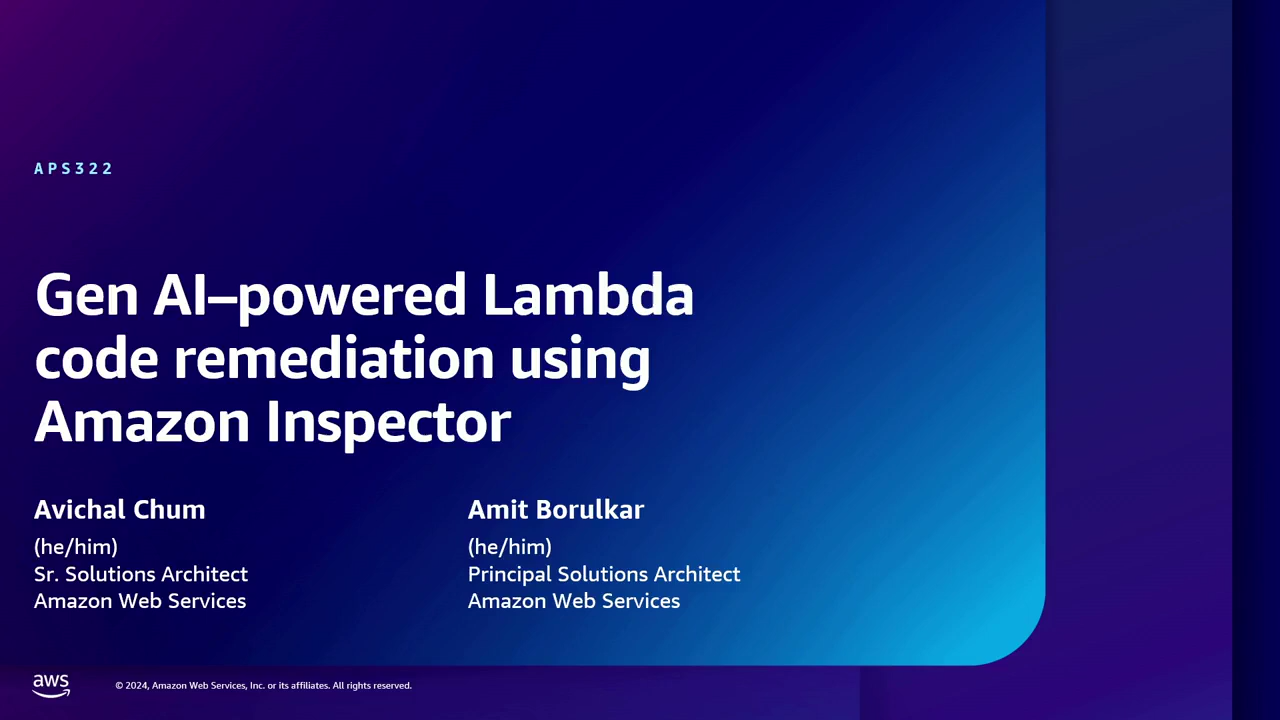 APS322
Gen AI–powered Lambda
code remediation using
Amazon Inspector
Avichal Chum
(he/him)
Sr. Solutions Architect
Amazon Web Services
Amit Borulkar
(he/him)
Principal Solutions Architect
Amazon Web Services
aws
© 2024, Amazon Web Services, Inc. or its affiliates. All rights reserved.